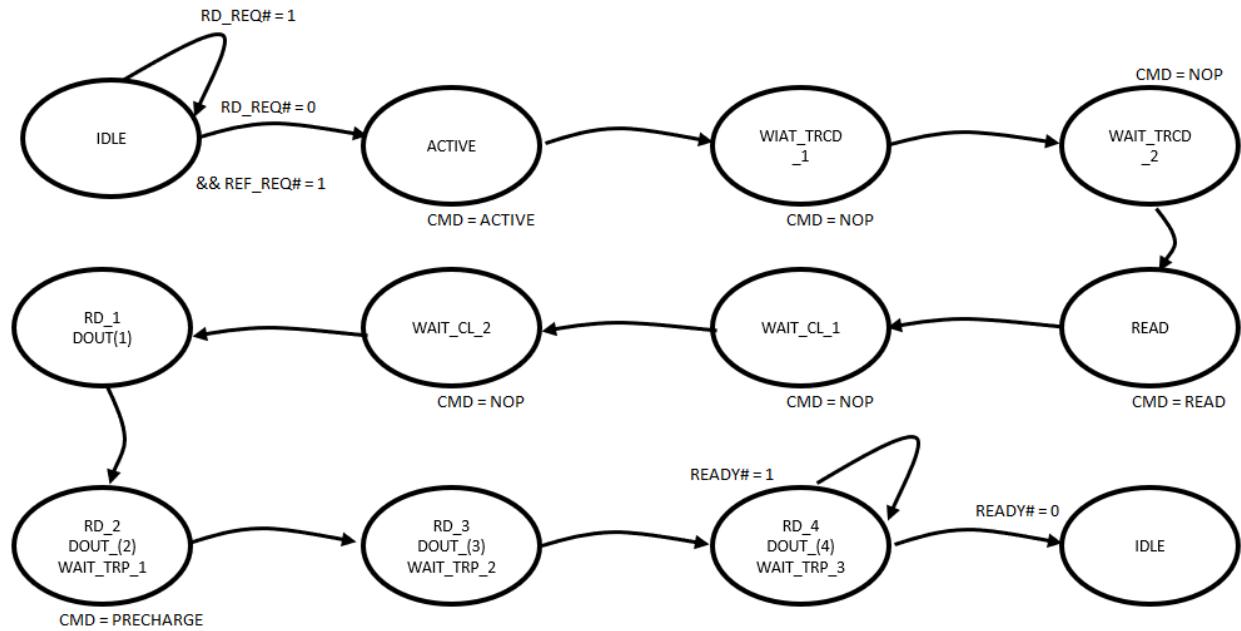 RD_REQ# = 1
CMD = NOP
IDLE
RD_REQ# = 0
&& REF_REQ# = 1
ACTIVE
CMD = ACTIVE
WIAT_TRCD
_1
CMD = NOP
WAIT_TRCD
_2
RD_1
DOUT(1)
WAIT_CL_2
CMD = NOP
WAIT_CL_1
CMD = NOP
READ
CMD = READ
READY# = 1
READY# = 0
RD_2
DOUT_(2)
WAIT_TRP_1
CMD = PRECHARGE
RD_3
DOUT_(3)
WAIT_TRP_2
RD_4
DOUT_(4)
WAIT_TRP_3
IDLE